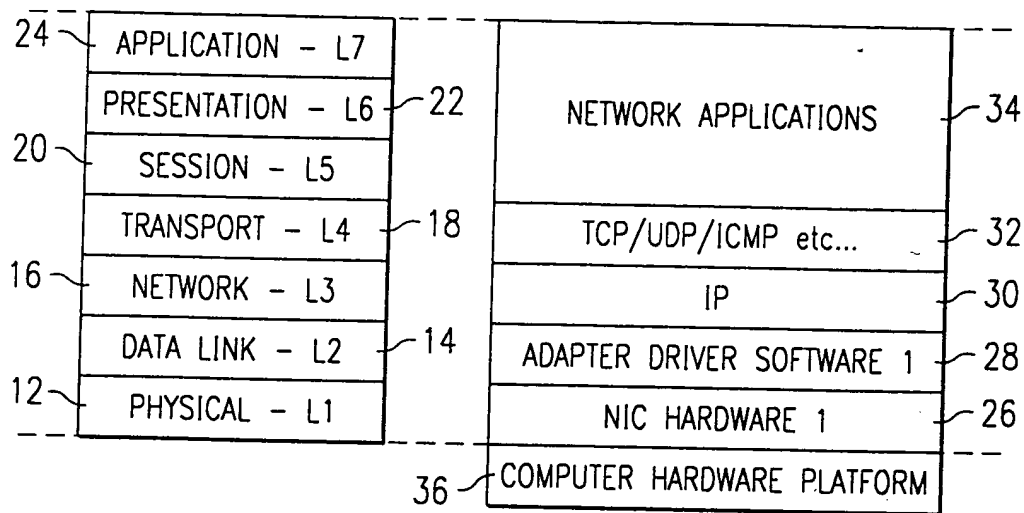 24 APPLICATION – L7
PRESENTATION – L6 22
20 SESSION – L5
TRANSPORT – L4 18
16 NETWORK – L3
DATA LINK – L2 14
12 PHYSICAL – L1
NETWORK APPLICATIONS 34
TCP/UDP/ICMP etc... 32
IP 30
ADAPTER DRIVER SOFTWARE 1 28
NIC HARDWARE 1 26
36 COMPUTER HARDWARE PLATFORM